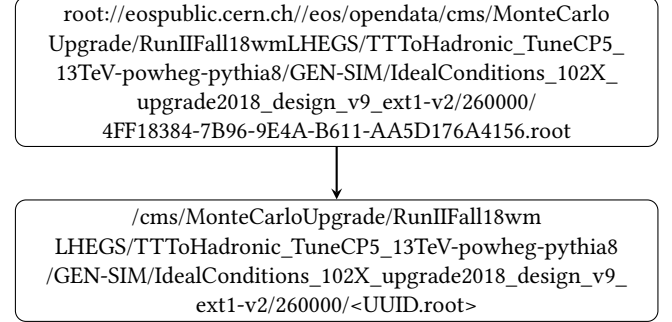 root://eospublic.cern.ch//eos/opendata/cms/MonteCarlo
Upgrade/RunIIFall18wmLHEGS/TTToHadronic_TuneCP5_
13TeV-powheg-pythia8/GEN-SIM/IdealConditions_102X_
upgrade2018_design_v9_ext1-v2/260000/
4FF18384-7B96-9E4A-B611-AA5D176A4156.root
/cms/MonteCarloUpgrade/RunIIFall18wm
LHEGS/TTToHadronic_TuneCP5_13TeV-powheg-pythia8
/GEN-SIM/IdealConditions_102X_upgrade2018_design_v9_
ext1-v2/260000/<UUID.root>